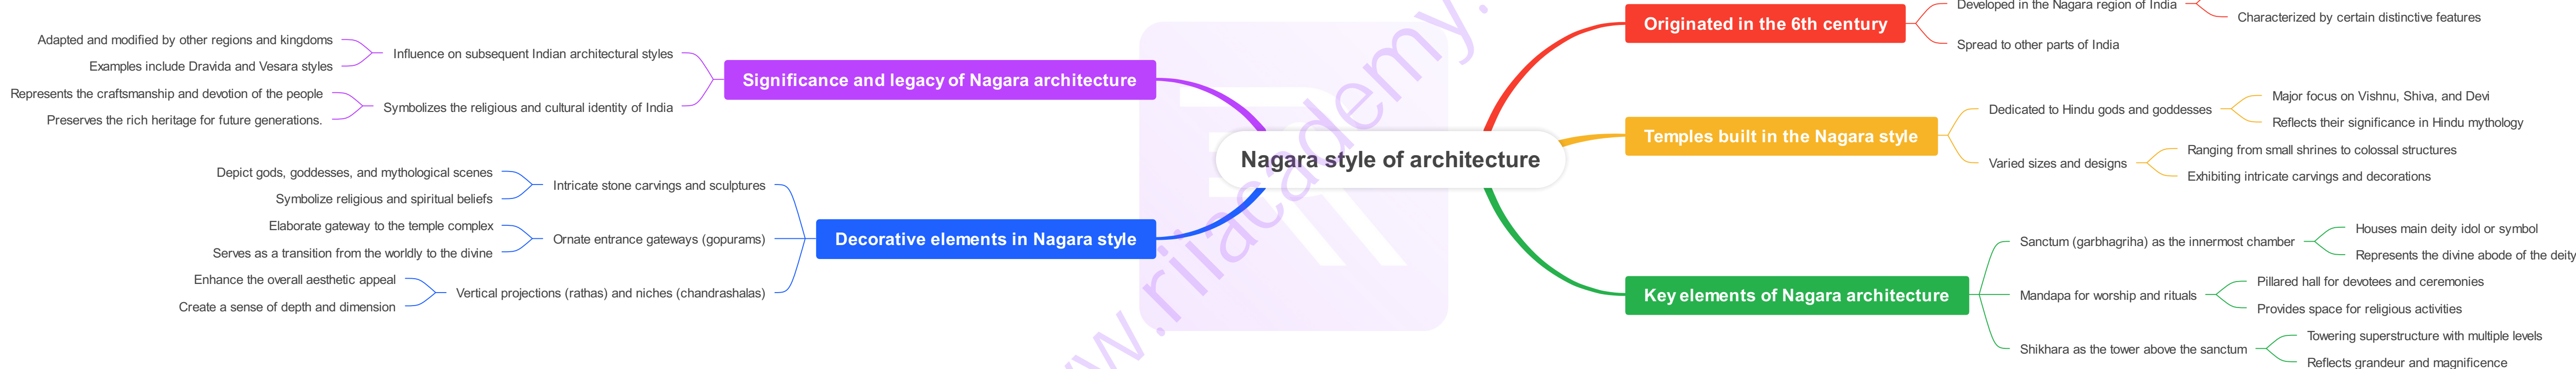 Nagara style of architecture
Originated in the 6th century
Developed in the Nagara region of India
Characterized by certain distinctive features
Spread to other parts of India
Temples built in the Nagara style
Dedicated to Hindu gods and goddesses
Major focus on Vishnu, Shiva, and Devi
Reflects their significance in Hindu mythology
Varied sizes and designs
Ranging from small shrines to colossal structures
Exhibiting intricate carvings and decorations
Key elements of Nagara architecture
Sanctum (garbhagriha) as the innermost chamber
Houses main deity idol or symbol
Represents the divine abode of the deity
Mandapa for worship and rituals
Pillared hall for devotees and ceremonies
Provides space for religious activities
Shikhara as the tower above the sanctum
Towering superstructure with multiple levels
Reflects grandeur and magnificence
Significance and legacy of Nagara architecture
Influence on subsequent Indian architectural styles
Adapted and modified by other regions and kingdoms
Examples include Dravida and Vesara styles
Symbolizes the religious and cultural identity of India
Represents the craftsmanship and devotion of the people
Preserves the rich heritage for future generations.
Decorative elements in Nagara style
Intricate stone carvings and sculptures
Depict gods, goddesses, and mythological scenes
Symbolize religious and spiritual beliefs
Ornate entrance gateways (gopurams)
Elaborate gateway to the temple complex
Serves as a transition from the worldly to the divine
Vertical projections (rathas) and niches (chandrashalas)
Enhance the overall aesthetic appeal
Create a sense of depth and dimension